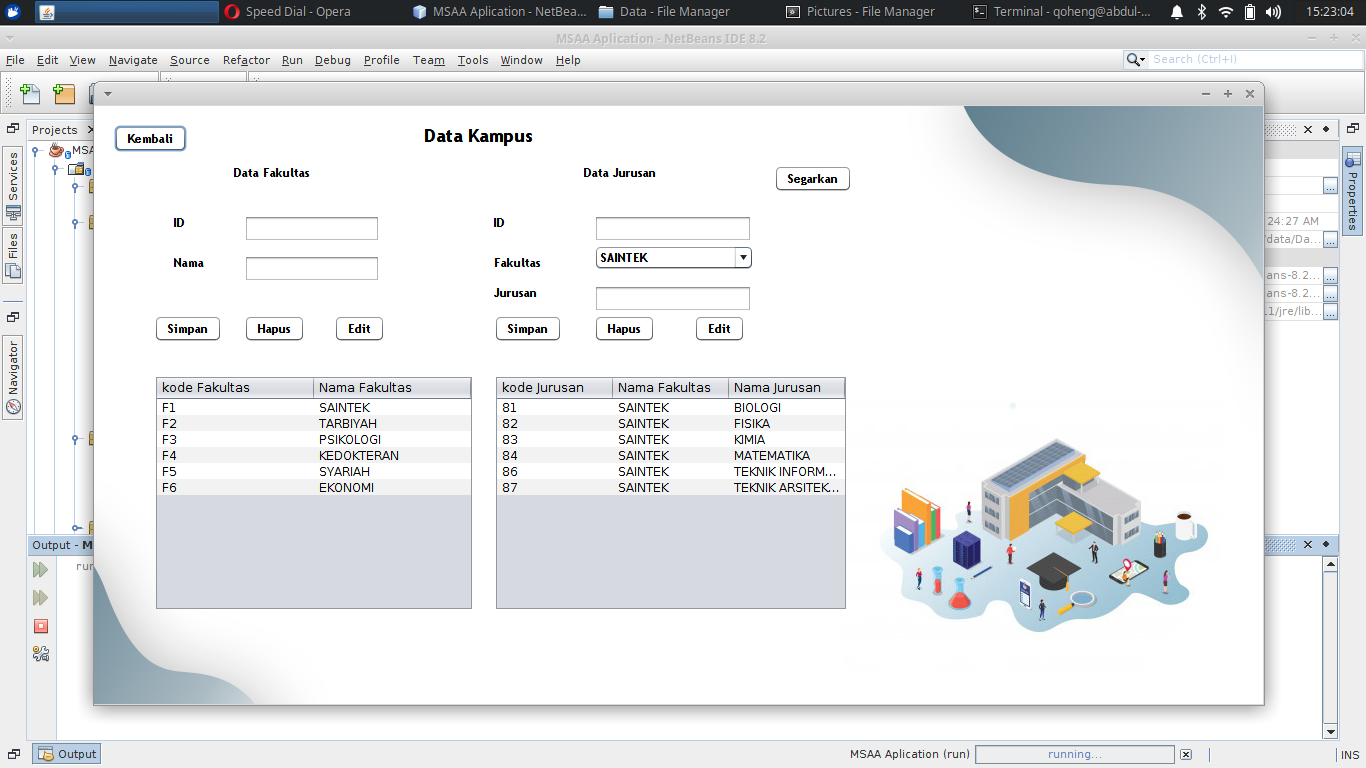 Speed Dial - Opera
MSAA Aplication - NetBea...
Data - File Manager
Pictures - File Manager
Terminal - qoheng@abdul-...
15:23:04
MSAA Aplication - NetBeans IDE 8.2
File Edit View Navigate Source Refactor Run Debug Profile Team Tools Window Help
Search (Ctrl+I)
Projects
MSA
Services
Files
Navigator
Properties
Kembali
Data Kampus
Data Fakultas
Data Jurusan
Segarkan
ID
ID
Nama
Fakultas
SAINTEK
Jurusan
Simpan Hapus Edit
Simpan Hapus Edit
kode Fakultas Nama Fakultas
F1 SAINTEK
F2 TARBIYAH
F3 PSIKOLOGI
F4 KEDOKTERAN
F5 SYARIAH
F6 EKONOMI
kode Jurusan Nama Fakultas Nama Jurusan
81 SAINTEK BIOLOGI
82 SAINTEK FISIKA
83 SAINTEK KIMIA
84 SAINTEK MATEMATIKA
86 SAINTEK TEKNIK INFORM...
87 SAINTEK TEKNIK ARSITEK...
24:27 AM
/data/Da...
...
ans-8.2...
ans-8.2...
1/jre/lib...
Output - M
run
Output
MSAA Aplication (run)
running...
INS